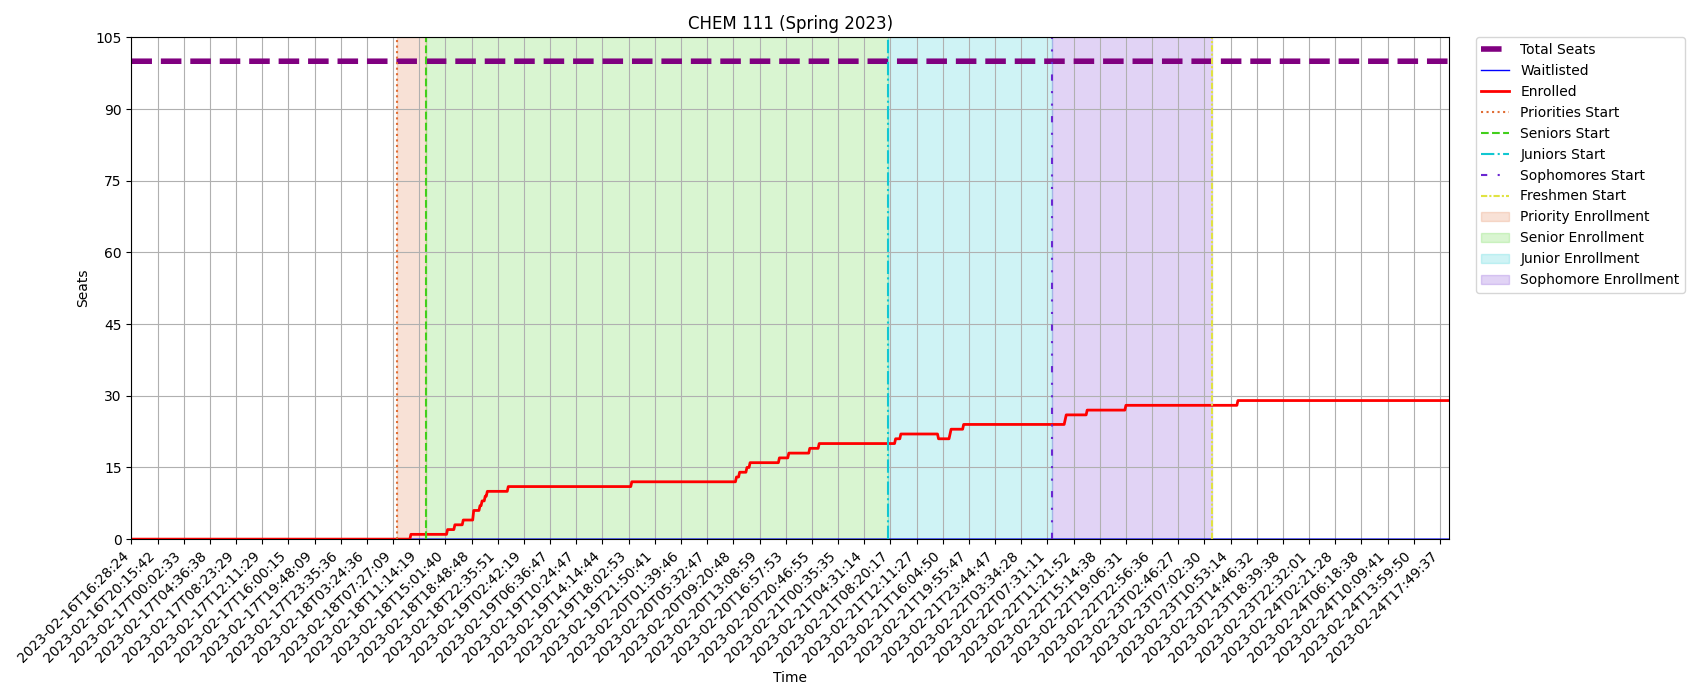 CHEM 111 (Spring 2023)
105
90
75
60
45
30
15
0
Seats
2023-02-16T16:28:24
2023-02-16T20:15:42
2023-02-17T00:02:33
2023-02-17T04:36:38
2023-02-17T08:23:29
2023-02-17T12:11:29
2023-02-17T16:00:15
2023-02-17T19:48:09
2023-02-17T23:35:36
2023-02-18T03:24:36
2023-02-18T07:27:09
2023-02-18T11:14:19
2023-02-18T15:01:40
2023-02-18T18:48:48
2023-02-18T22:35:51
2023-02-19T02:42:19
2023-02-19T06:36:47
2023-02-19T10:24:47
2023-02-19T14:14:44
2023-02-19T18:02:53
2023-02-19T21:50:41
2023-02-20T01:39:46
2023-02-20T05:32:47
2023-02-20T09:20:48
2023-02-20T13:08:59
2023-02-20T16:57:53
2023-02-20T20:46:55
2023-02-21T00:35:35
2023-02-21T04:31:14
2023-02-21T08:20:17
2023-02-21T12:11:27
2023-02-21T16:04:50
2023-02-21T19:55:47
2023-02-21T23:44:47
2023-02-22T03:34:28
2023-02-22T07:31:11
2023-02-22T11:21:52
2023-02-22T15:14:38
2023-02-22T19:06:31
2023-02-22T22:56:36
2023-02-23T02:46:27
2023-02-23T07:02:30
2023-02-23T10:53:14
2023-02-23T14:46:32
2023-02-23T18:39:38
2023-02-23T22:32:01
2023-02-24T02:21:28
2023-02-24T06:18:38
2023-02-24T10:09:41
2023-02-24T13:59:50
2023-02-24T17:49:37
Time
Total Seats
Waitlisted
Enrolled
Priorities Start
Seniors Start
Juniors Start
Sophomores Start
Freshmen Start
Priority Enrollment
Senior Enrollment
Junior Enrollment
Sophomore Enrollment